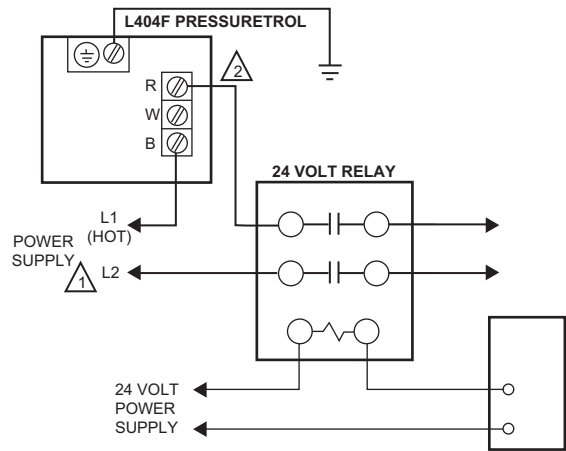 L404F PRESSURETROL
R
2
W
B
24 VOLT RELAY
L1
(HOT)
POWER
SUPPLY
1
L2
24 VOLT
POWER
SUPPLY